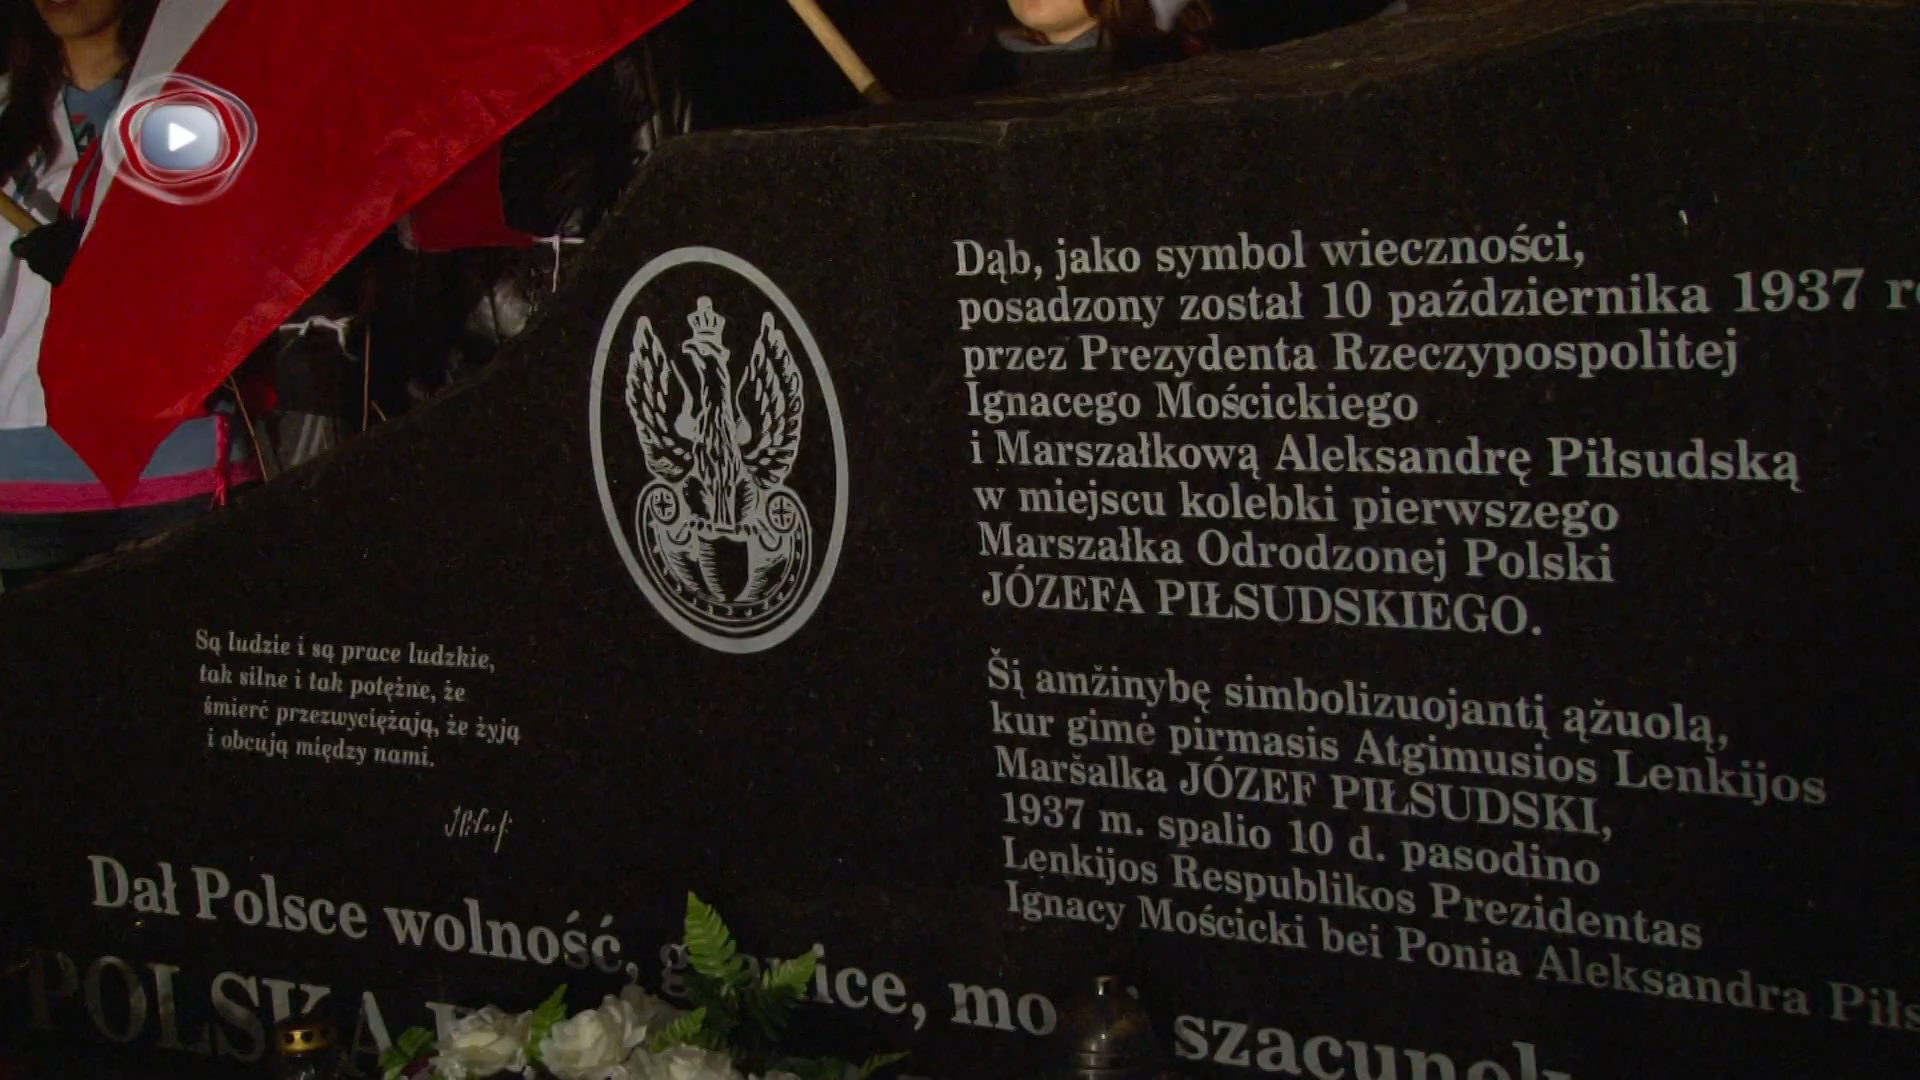 Dąb, jako symbol wieczności,
posadzony został 10 października 1937
przez Prezydenta Rzeczypospolitej
Ignacego Mościckiego
i Marszałkową Aleksandrę Piłsudską
w miejscu kolebki pierwszego
Marszałka Odrodzonej Polski
JÓZEFA PIŁSUDSKIEGO.
Šį amžinybę simbolizuojantį ąžuolą,
kur gimė pirmasis Atgimusios Lenkijos
Maršalka JÓZEF PIŁSUDSKI,
1937 m. spalio 10 d. pasodino
Lenkijos Respublikos Prezidentas
Ignacy Mościcki bei Ponia Aleksandra
Są ludzie i są prace ludzkie,
tak silne i tak potężne, że
śmierć przezwyciężają, że żyją
i obcują między nami.
Dał Polsce wolność, szacunek
POLSKA